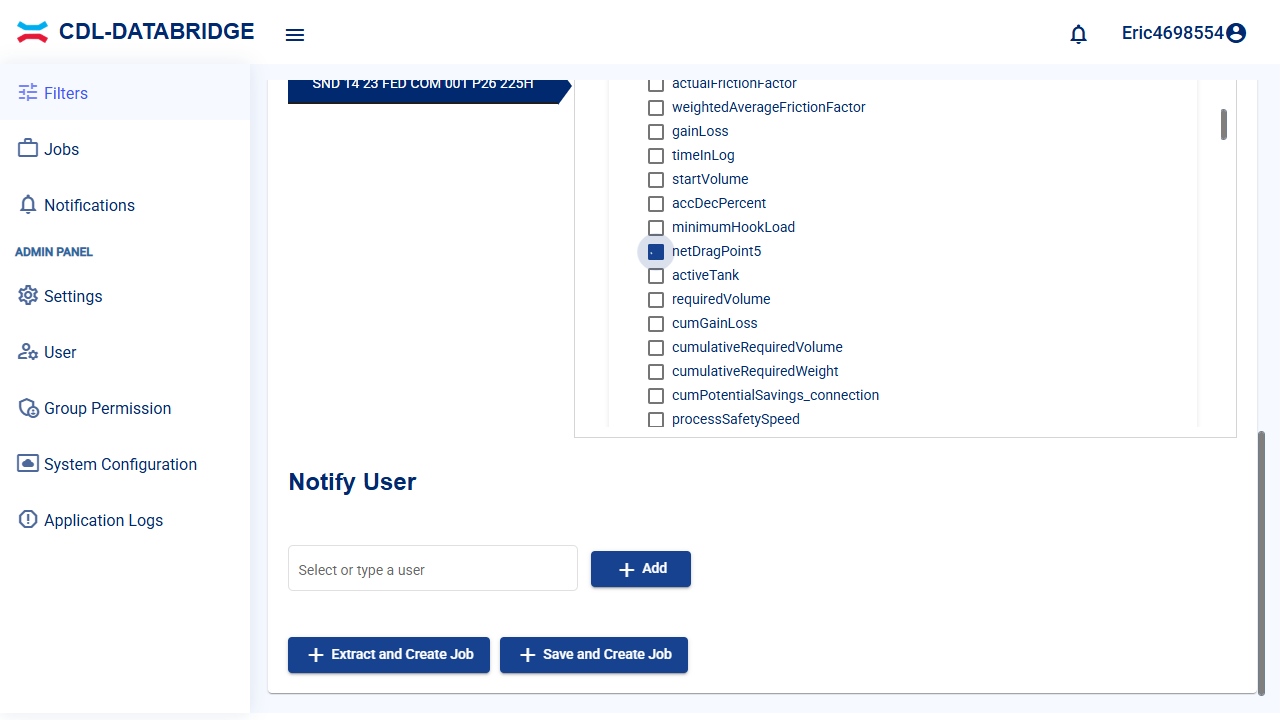 CDL-DATABRIDGE
Eric4698554
Filters
Jobs
Notifications
ADMIN PANEL
Settings
User
Group Permission
System Configuration
Application Logs
SND 14 23 FED COM 001 P26 225H
actualFrictionFactor
weightedAverageFrictionFactor
gainLoss
timeInLog
startVolume
accDecPercent
minimumHookLoad
netDragPoint5
activeTank
requiredVolume
cumGainLoss
cumulativeRequiredVolume
cumulativeRequiredWeight
cumPotentialSavings_connection
processSafetySpeed
Notify User
Select or type a user
Add
Extract and Create Job
Save and Create Job